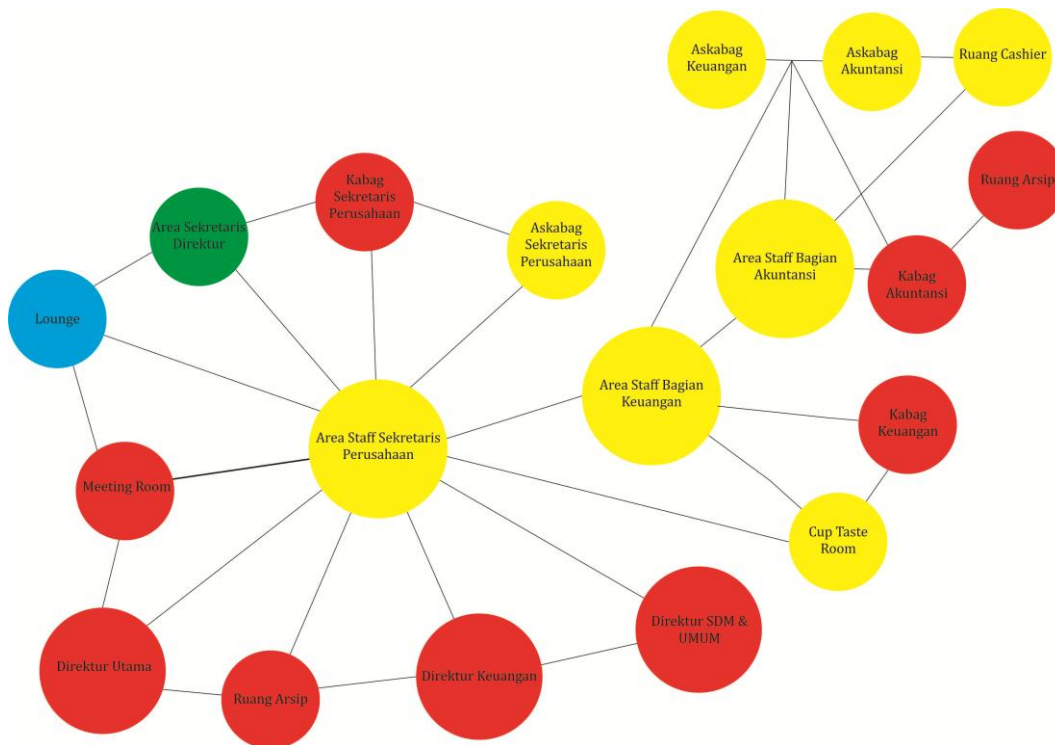 Askabag
Keuangan
Askabag
Akuntansi
Ruang Cashier
Ruang Arsip
Kabag
Sekretaris
Perusahaan
Area Sekretaris
Direktur
Askabag
Sekretaris
Perusahaan
Area Staff Bagian
Akuntansi
Kabag
Akuntansi
Lounge
Area Staff Bagian
Keuangan
Kabag
Keuangan
Area Staff Sekretaris
Perusahaan
Meeting Room
Cup Taste
Room
Direktur SDM &
UMUM
Direktur Utama
Ruang Arsip
Direktur Keuangan